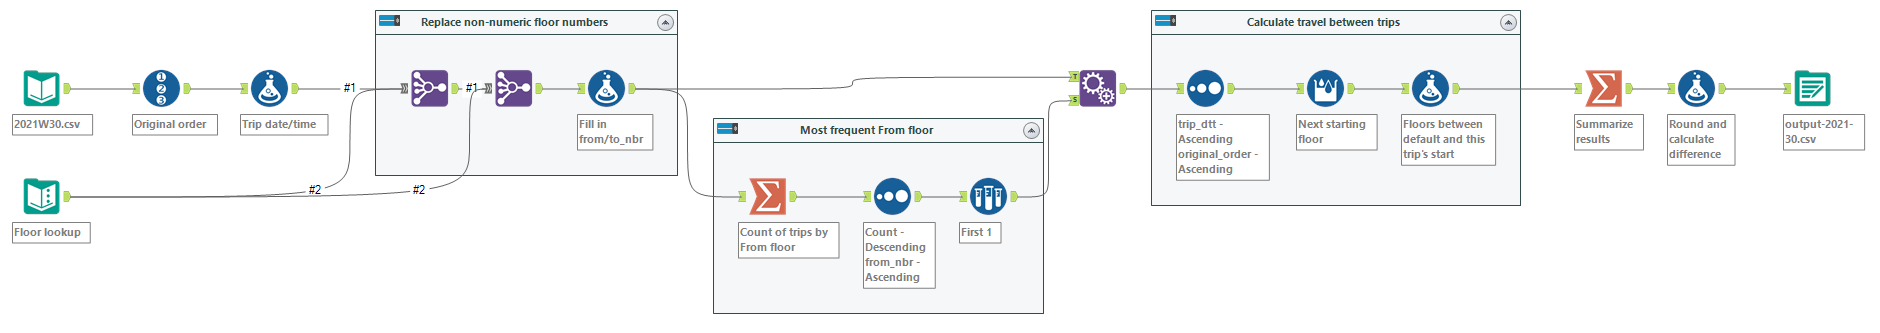 Replace non-numeric floor numbers
Calculate travel between trips
1
2
3
#1
#1
T
S
2021W30.csv
Original order
Trip date/time
Fill in
from/to_nbr
Most frequent From floor
trip_dtt -
Ascending
original_order -
Ascending
Next starting
floor
Floors between
default and this
trip's start
Summarize
results
Round and
calculate
difference
output-2021-
30.csv
#2
#2
Floor lookup
Count of trips by
From floor
Count -
Descending
from_nbr -
Ascending
First 1